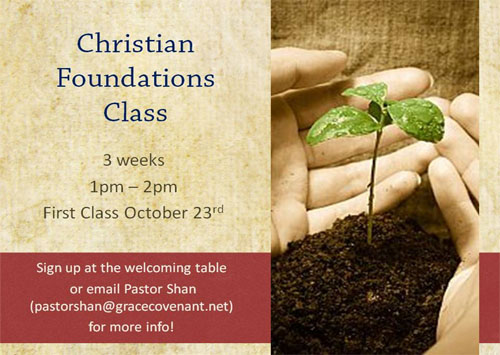 Christian
Foundations
Class
3 weeks
1pm – 2pm
First Class October 23rd
Sign up at the welcoming table
or email Pastor Shan
(pastorshan@gracecovenant.net)
for more info!